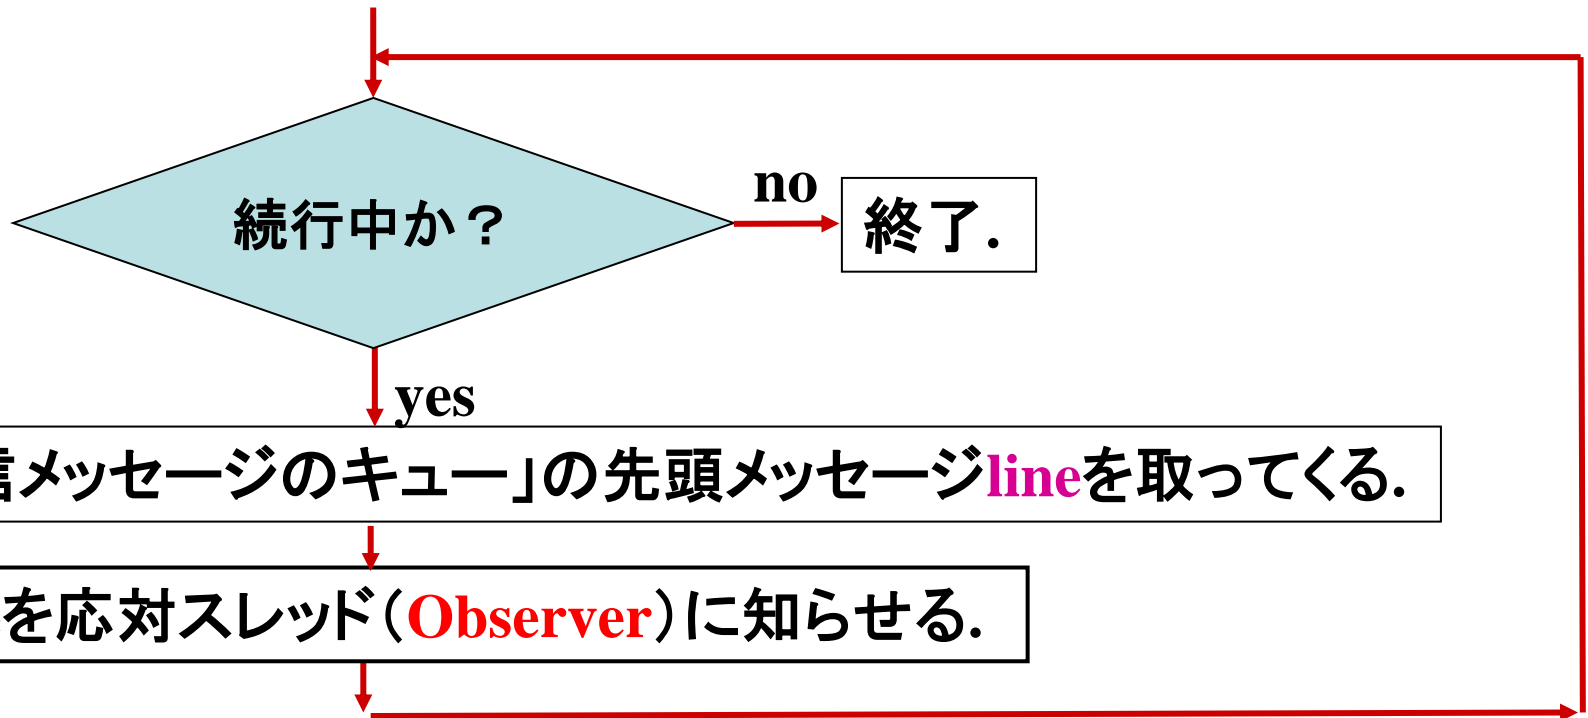 no
続行中か？
終了.
yes
メッセージのキュー」の先頭メッセージlineを取ってくる.
を応対スレッド（Observer）に知らせる.